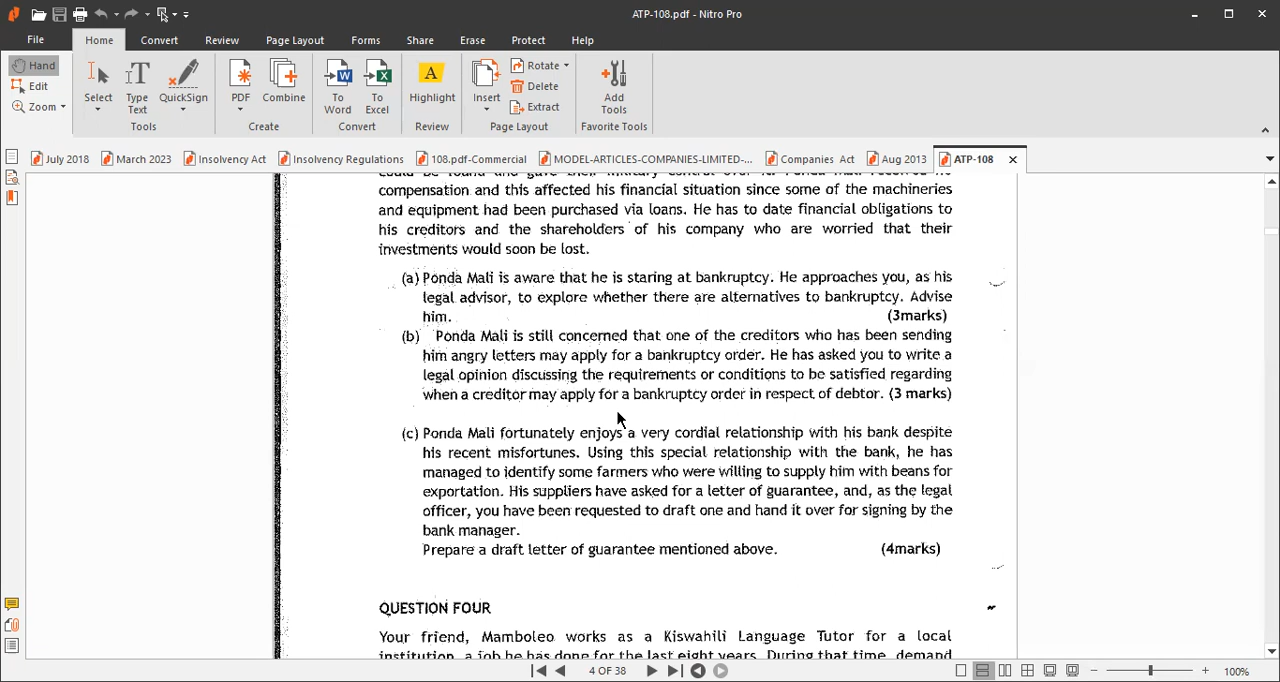 ATP-108.pdf - Nitro Pro
File Home Convert Review Page Layout Forms Share Erase Protect Help
Hand
Edit
Zoom
Select
Type Text
QuickSign
PDF
Combine
To Word
To Excel
Highlight
Insert
Rotate
Delete
Extract
Add Tools
Tools Create Convert Review Page Layout Favorite Tools
July 2018 March 2023 Insolvency Act Insolvency Regulations 108.pdf-Commercial MODEL-ARTICLES-COMPANIES-LIMITED-... Companies Act Aug 2013 ATP-108
compensation and this affected his financial situation since some of the machineries
and equipment had been purchased via loans. He has to date financial obligations to
his creditors and the shareholders of his company who are worried that their
investments would soon be lost.
(a) Ponda Mali is aware that he is staring at bankruptcy. He approaches you, as his
legal advisor, to explore whether there are alternatives to bankruptcy. Advise
him. (3marks)
(b) Ponda Mali is still concerned that one of the creditors who has been sending
him angry letters may apply for a bankruptcy order. He has asked you to write a
legal opinion discussing the requirements or conditions to be satisfied regarding
when a creditor may apply for a bankruptcy order in respect of debtor. (3 marks)
(c) Ponda Mali fortunately enjoys a very cordial relationship with his bank despite
his recent misfortunes. Using this special relationship with the bank, he has
managed to identify some farmers who were willing to supply him with beans for
exportation. His suppliers have asked for a letter of guarantee, and, as the legal
officer, you have been requested to draft one and hand it over for signing by the
bank manager.
Prepare a draft letter of guarantee mentioned above. (4marks)
QUESTION FOUR
Your friend, Mamboleo works as a Kiswahili Language Tutor for a local
institution, a job he has done for the last eight years. During that time, demand
4 OF 38
100%